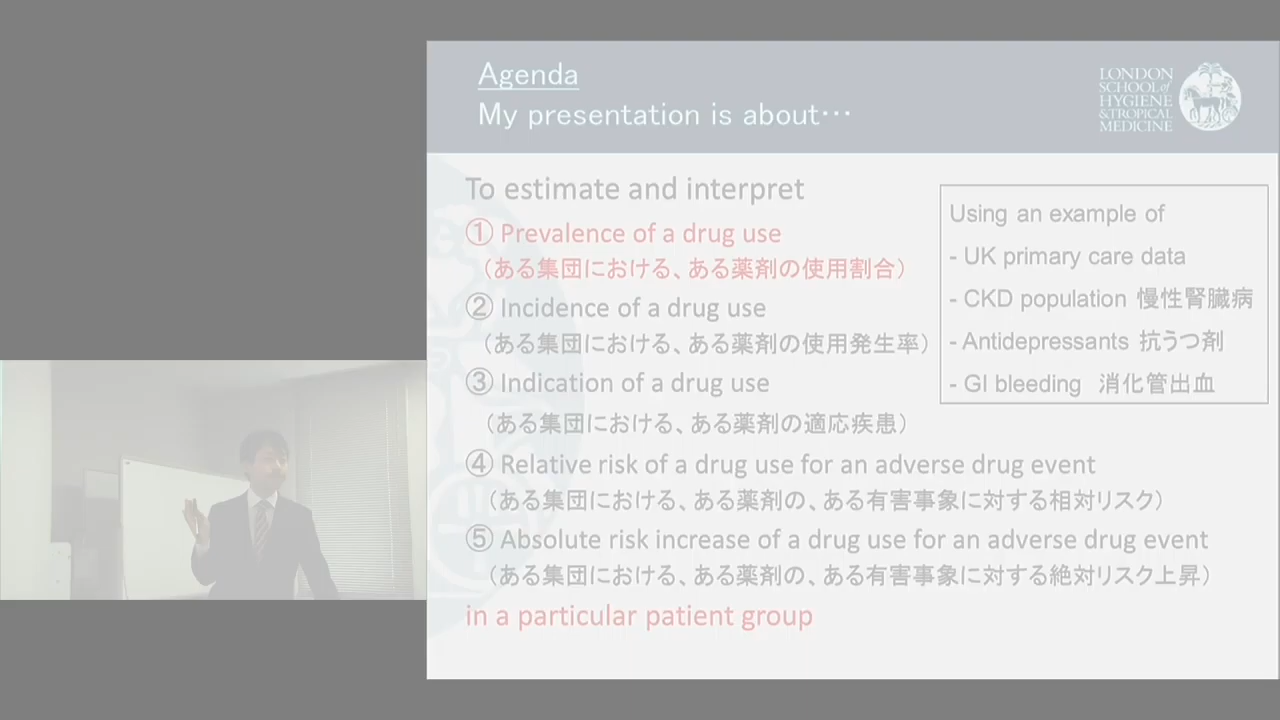 Agenda
My presentation is about…
LONDON
SCHOOL of
HYGIENE
& TROPICAL
MEDICINE
To estimate and interpret
① Prevalence of a drug use
（ある集団における、ある薬剤の使用割合）
② Incidence of a drug use
（ある集団における、ある薬剤の使用発生率）
③ Indication of a drug use
（ある集団における、ある薬剤の適応疾患）
④ Relative risk of a drug use for an adverse drug event
（ある集団における、ある薬剤の、ある有害事象に対する相対リスク）
⑤ Absolute risk increase of a drug use for an adverse drug event
（ある集団における、ある薬剤の、ある有害事象に対する絶対リスク上昇）
in a particular patient group
Using an example of
- UK primary care data
- CKD population 慢性腎臓病
- Antidepressants 抗うつ剤
- GI bleeding 消化管出血